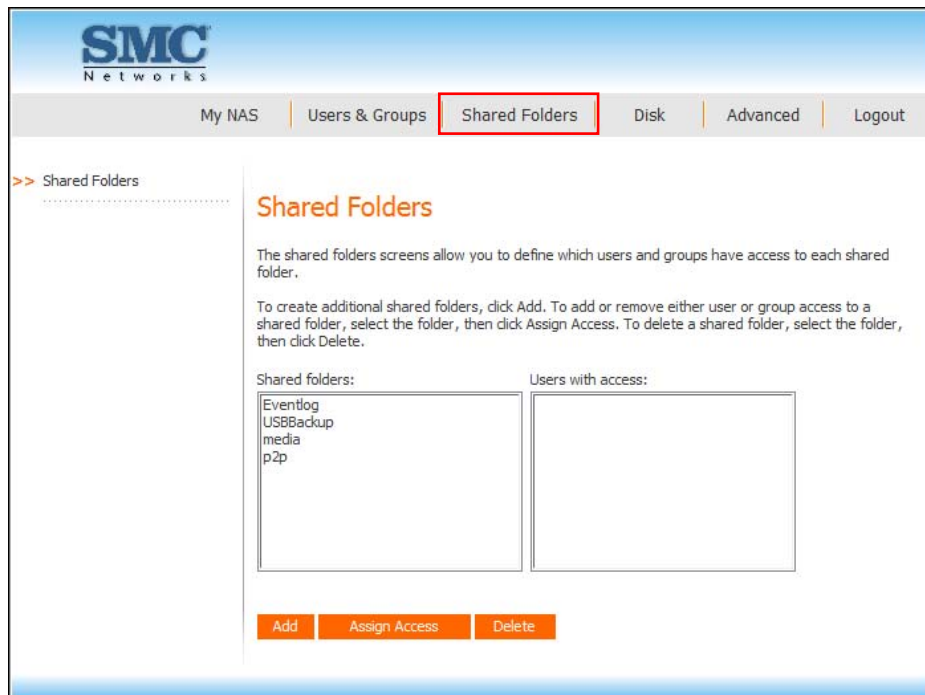 SMC
Networks
My NAS
Users & Groups
Shared Folders
Disk
Advanced
Logout
>> Shared Folders
Shared Folders
The shared folders screens allow you to define which users and groups have access to each shared
folder.
To create additional shared folders, click Add. To add or remove either user or group access to a
shared folder, select the folder, then click Assign Access. To delete a shared folder, select the folder,
then click Delete.
Shared folders:
Eventlog
USBBackup
media
p2p
Users with access:
Add
Assign Access
Delete